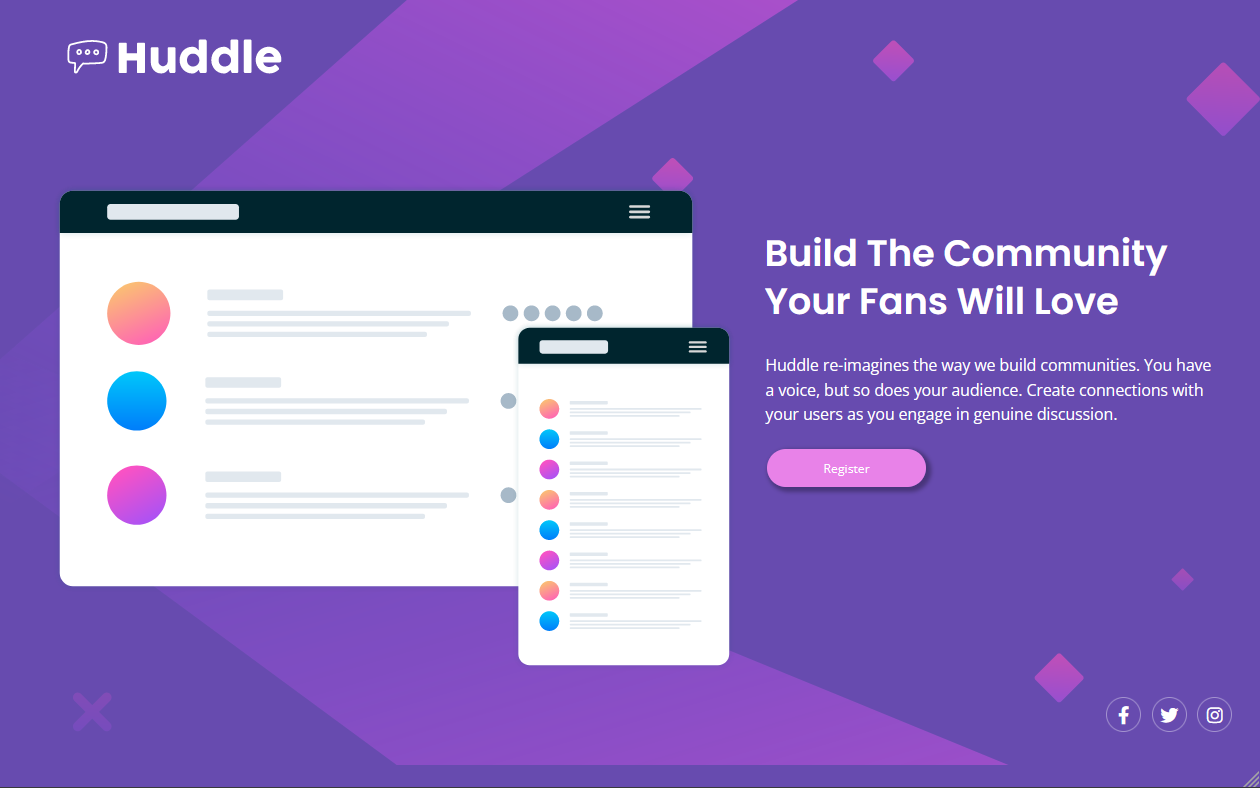 Huddle
Build The Community
Your Fans Will Love
Huddle re-imagines the way we build communities. You have
a voice, but so does your audience. Create connections with
your users as you engage in genuine discussion.
Register